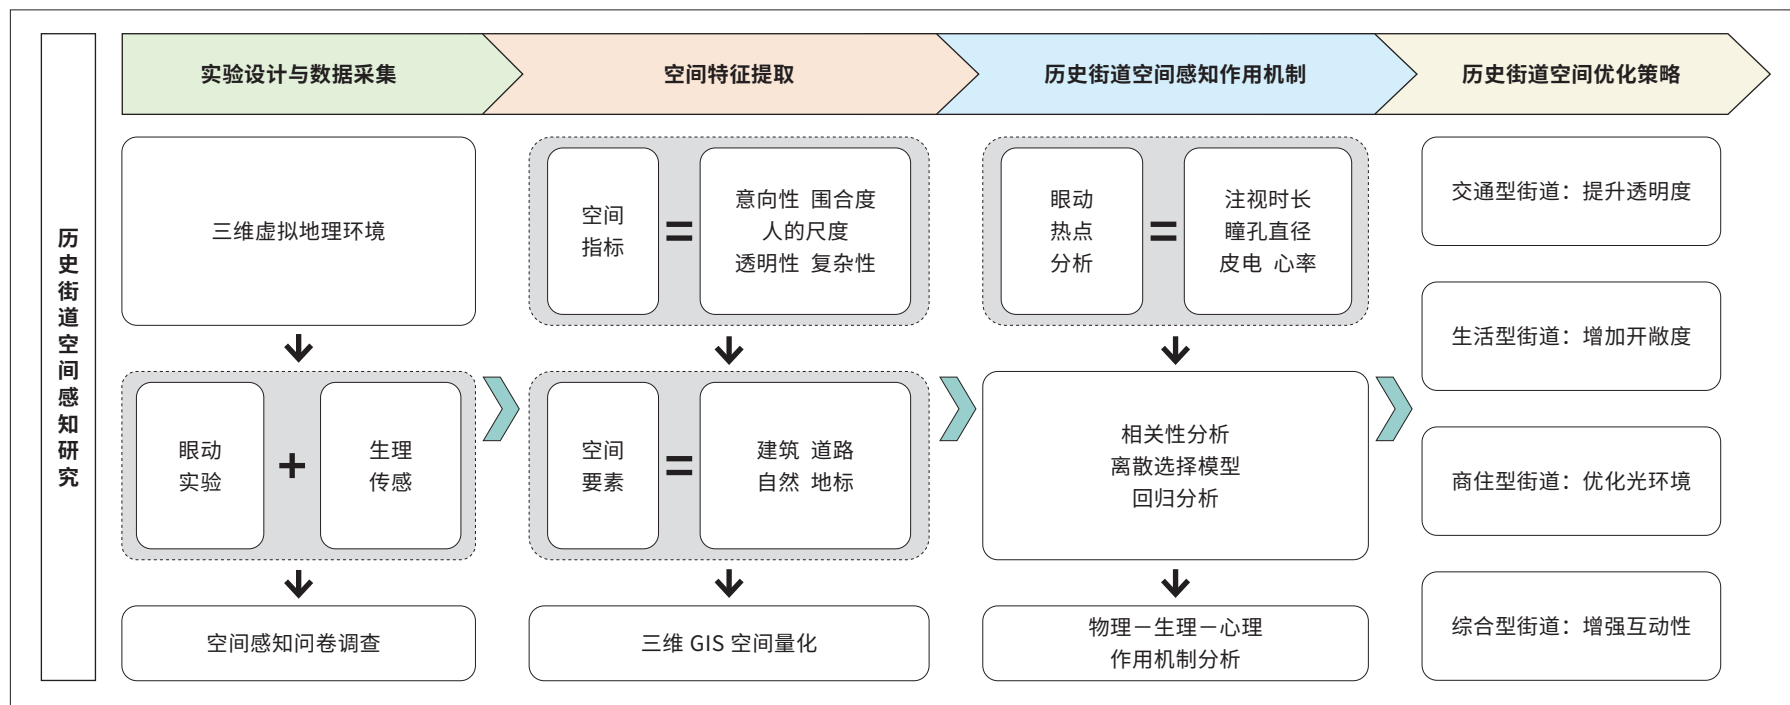 历史街道空间感知研究
实验设计与数据采集
空间特征提取
历史街道空间感知作用机制
历史街道空间优化策略
三维虚拟地理环境
眼动
实验
+
生理
传感
空间感知问卷调查
空间
指标
=
意向性 围合度
人的尺度
透明性 复杂性
空间
要素
=
建筑 道路
自然 地标
三维 GIS 空间量化
眼动
热点
分析
=
注视时长
瞳孔直径
皮电 心率
相关性分析
离散选择模型
回归分析
物理－生理－心理
作用机制分析
交通型街道：提升透明度
生活型街道：增加开敞度
商住型街道：优化光环境
综合型街道：增强互动性